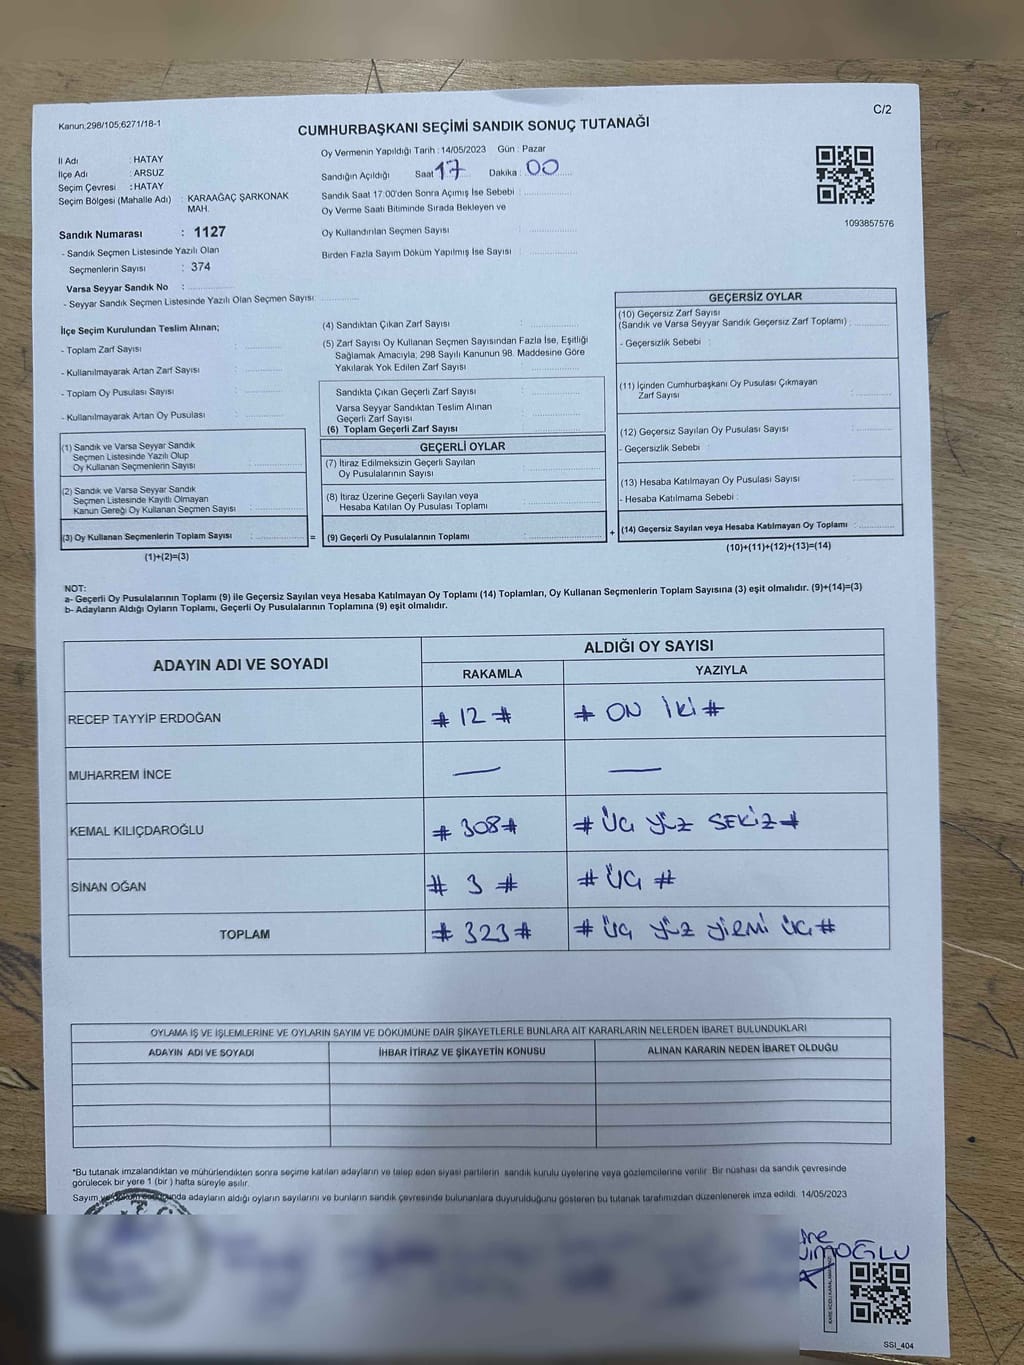 Kanun;298/105;6271/18-1
C/2
CUMHURBAŞKANI SEÇİMİ SANDIK SONUÇ TUTANAĞI
İl Adı : HATAY
İlçe Adı : ARSUZ
Seçim Çevresi : HATAY
Seçim Bölgesi (Mahalle Adı) : KARAAĞAÇ ŞARKONAK
MAH.
Sandık Numarası : 1127
- Sandık Seçmen Listesinde Yazılı Olan
Seçmenlerin Sayısı : 374
Varsa Seyyar Sandık No :
- Seyyar Sandık Seçmen Listesinde Yazılı Olan Seçmen Sayısı:
Oy Vermenin Yapıldığı Tarih : 14/05/2023 Gün : Pazar
Sandığın Açıldığı Saat 17 Dakika : 00
Sandık Saat 17:00'den Sonra Açımış İse Sebebi :
Oy Verme Saati Bitiminde Sırada Bekleyen ve
Oy Kullandırılan Seçmen Sayısı :
Birden Fazla Sayım Döküm Yapılmış İse Sayısı :
1093857576
İlçe Seçim Kurulundan Teslim Alınan;
- Toplam Zarf Sayısı :
- Kullanılmayarak Artan Zarf Sayısı :
- Toplam Oy Pusulası Sayısı :
- Kullanılmayarak Artan Oy Pusulası :
(1) Sandık ve Varsa Seyyar Sandık
Seçmen Listesinde Yazılı Olup
Oy Kullanan Seçmenlerin Sayısı :
(2) Sandık ve Varsa Seyyar Sandık
Seçmen Listesinde Kayıtlı Olmayan
Kanun Gereği Oy Kullanan Seçmen Sayısı :
(3) Oy Kullanan Seçmenlerin Toplam Sayısı : =
(1)+(2)=(3)
(4) Sandıktan Çıkan Zarf Sayısı :
(5) Zarf Sayısı Oy Kullanan Seçmen Sayısından Fazla İse, Eşitliği
Sağlamak Amacıyla; 298 Sayılı Kanunun 98. Maddesine Göre
Yakılarak Yok Edilen Zarf Sayısı :
Sandıkta Çıkan Geçerli Zarf Sayısı :
Varsa Seyyar Sandıktan Teslim Alınan
Geçerli Zarf Sayısı :
(6) Toplam Geçerli Zarf Sayısı :
GEÇERLİ OYLAR
(7) İtiraz Edilmeksizin Geçerli Sayılan
Oy Pusulalarının Sayısı :
(8) İtiraz Üzerine Geçerli Sayılan veya
Hesaba Katılan Oy Pusulası Toplamı :
(9) Geçerli Oy Pusulalarının Toplamı : +
GEÇERSİZ OYLAR
(10) Geçersiz Zarf Sayısı
(Sandık ve Varsa Seyyar Sandık Geçersiz Zarf Toplamı) :
- Geçersizlik Sebebi :
(11) İçinden Cumhurbaşkanı Oy Pusulası Çıkmayan
Zarf Sayısı :
(12) Geçersiz Sayılan Oy Pusulası Sayısı :
- Geçersizlik Sebebi :
(13) Hesaba Katılmayan Oy Pusulası Sayısı :
- Hesaba Katılmama Sebebi :
(14) Geçersiz Sayılan veya Hesaba Katılmayan Oy Toplamı :
(10)+(11)+(12)+(13)=(14)
NOT:
a- Geçerli Oy Pusulalarının Toplamı (9) ile Geçersiz Sayılan veya Hesaba Katılmayan Oy Toplamı (14) Toplamları, Oy Kullanan Seçmenlerin Toplam Sayısına (3) eşit olmalıdır. (9)+(14)=(3)
b- Adayların Aldığı Oyların Toplamı, Geçerli Oy Pusulalarının Toplamına (9) eşit olmalıdır.
ADAYIN ADI VE SOYADI ALDIĞI OY SAYISI
RAKAMLA YAZIYLA
RECEP TAYYİP ERDOĞAN # 12 # # ON İKİ #
MUHARREM İNCE — —
KEMAL KILIÇDAROĞLU # 308 # # ÜÇ YÜZ SEKİZ #
SİNAN OĞAN # 3 # # ÜÇ #
TOPLAM # 323 # # ÜÇ YÜZ YİRMİ ÜÇ #
OYLAMA İŞ VE İŞLEMLERİNE VE OYLARIN SAYIM VE DÖKÜMÜNE DAİR ŞİKAYETLERLE BUNLARA AİT KARARLARIN NELERDEN İBARET BULUNDUKLARI
ADAYIN ADI VE SOYADI İHBAR İTİRAZ VE ŞİKAYETİN KONUSU ALINAN KARARIN NEDEN İBARET OLDUĞU
*Bu tutanak imzalandıktan ve mühürlendikten sonra seçime katılan adayların ve talep eden siyasi partilerin sandık kurulu üyelerine veya gözlemcilerine verilir. Bir nüshası da sandık çevresinde
görülecek bir yere 1 (bir) hafta süreyle asılır.
Sayım ve adayların aldığı oyların sayılarını ve bunların sandık çevresinde bulunanlara duyurulduğunu gösteren bu tutanak tarafımızdan düzenlenerek imza edildi. 14/05/2023
SSI_404